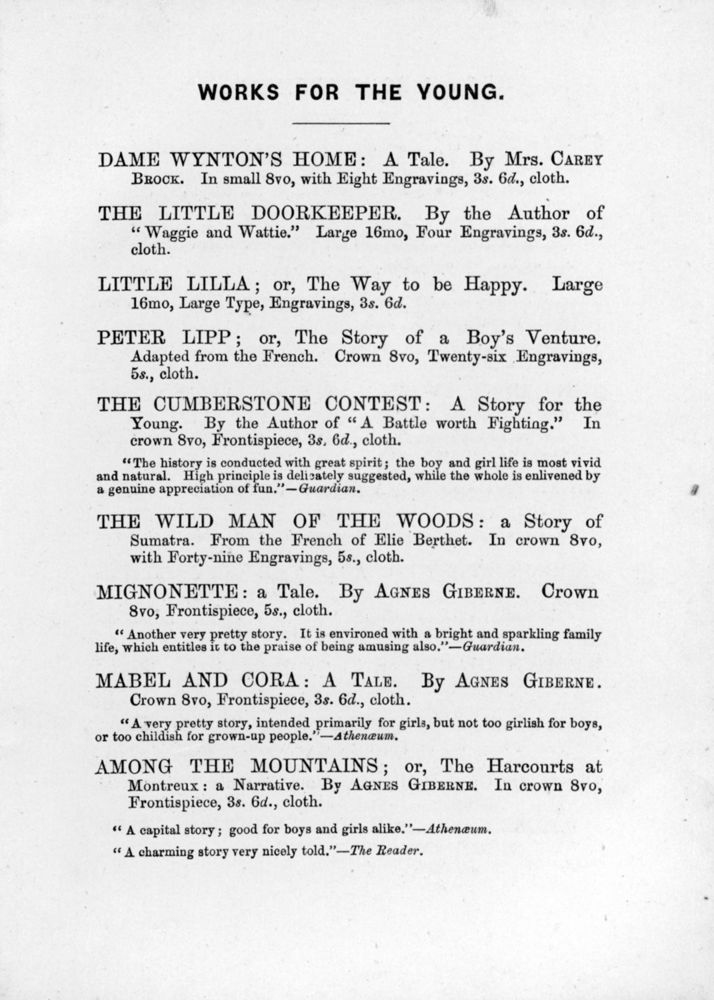 WORKS FOR THE YOUNG.
DAME WYNTON'S HOME: A Tale. By Mrs. CAREY
BROCK. In small 8vo, with Eight Engravings, 3s. 6d., cloth.
THE LITTLE DOORKEEPER. By the Author of
"Waggie and Wattie." Large 16mo, Four Engravings, 3s. 6d.,
cloth.
LITTLE LILLA; or, The Way to be Happy. Large
16mo, Large Type, Engravings, 3s. 6d.
PETER LIPP; or, The Story of a Boy's Venture.
Adapted from the French. Crown 8vo, Twenty-six Engravings,
5s., cloth.
THE CUMBERSTONE CONTEST: A Story for the
Young. By the Author of "A Battle worth Fighting." In
crown 8vo, Frontispiece, 3s. 6d., cloth.
"The history is conducted with great spirit; the boy and girl life is most vivid
and natural. High principle is delicately suggested, while the whole is enlivened by
a genuine appreciation of fun."—Guardian.
THE WILD MAN OF THE WOODS: a Story of
Sumatra. From the French of Elie Berthet. In crown 8vo,
with Forty-nine Engravings, 5s., cloth.
MIGNONETTE: a Tale. By AGNES GIBERNE. Crown
8vo, Frontispiece, 5s., cloth.
"Another very pretty story. It is environed with a bright and sparkling family
life, which entitles it to the praise of being amusing also."—Guardian.
MABEL AND CORA: A TALE. By AGNES GIBERNE.
Crown 8vo, Frontispiece, 3s. 6d., cloth.
"A very pretty story, intended primarily for girls, but not too girlish for boys,
or too childish for grown-up people."—Athenæum.
AMONG THE MOUNTAINS; or, The Harcourts at
Montreux: a Narrative. By AGNES GIBERNE. In crown 8vo,
Frontispiece, 3s. 6d., cloth.
"A capital story; good for boys and girls alike."—Athenæum.
"A charming story very nicely told."—The Reader.